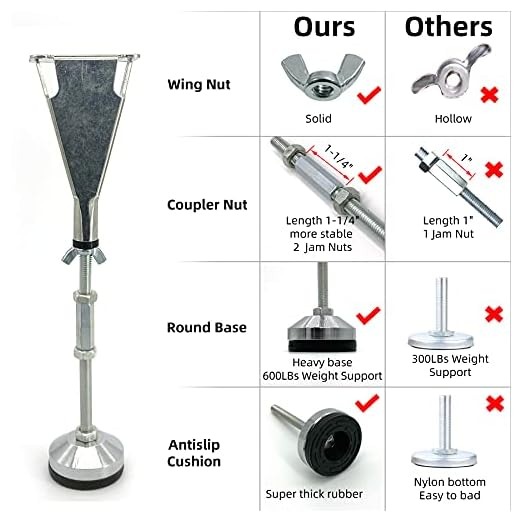 Ours
Others
Wing Nut
Solid
Hollow
1-1/4"
1"
Coupler Nut
Length 1-1/4"
more stable
2 Jam Nuts
Length 1"
1 Jam Nut
Round Base
Heavy base
600LBs Weight Support
300LBs Weight
Support
Antislip
Cushion
Super thick rubber
Nylon bottom
Easy to bad